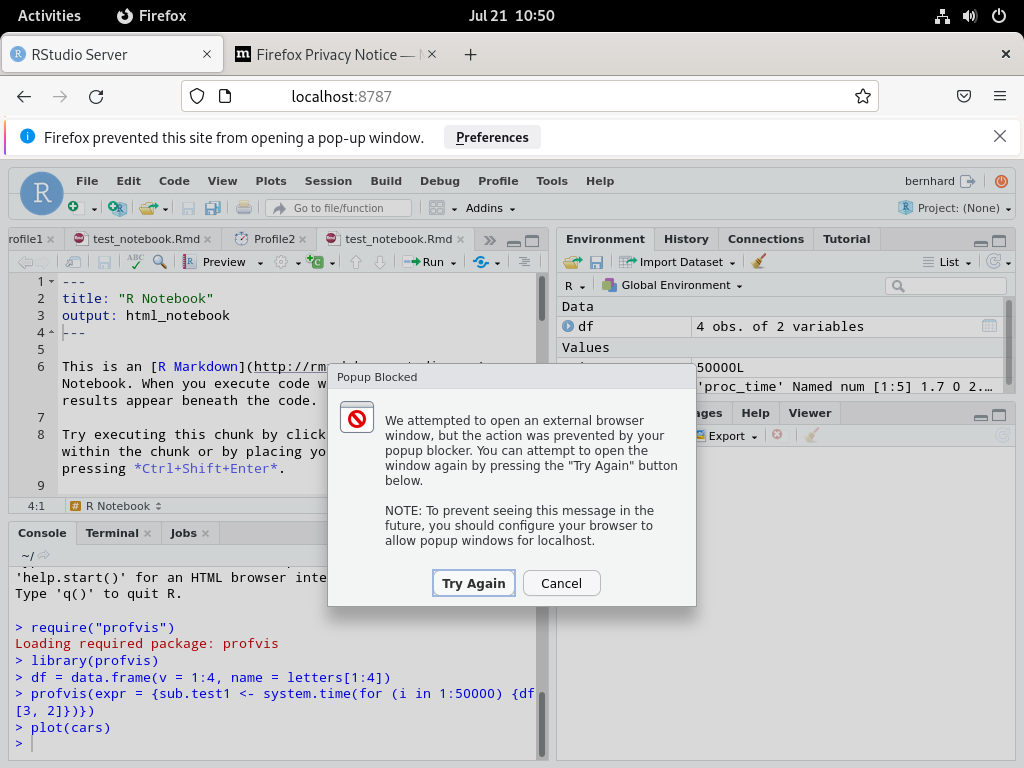 Activities
Firefox
Jul 21 10:50
RStudio Server
Firefox Privacy Notice —
localhost:8787
Firefox prevented this site from opening a pop-up window.
Preferences
R
File Edit Code View Plots Session Build Debug Profile Tools Help
bernhard
Go to file/function
Addins
Project: (None)
rofile1
test_notebook.Rmd
Profile2
test_notebook.Rmd
ABC
Preview
Run
1 ---
2 title: "R Notebook"
3 output: html_notebook
4 ---
5
6 This is an [R Markdown](
Notebook. When you execute code
results appear beneath the code.
7
8 Try executing this chunk by
within the chunk or by placing
pressing *Ctrl+Shift+Enter*.
9
4:1
R Notebook
Console Terminal Jobs
~/
'help.start()' for an HTML browser
Type 'q()' to quit R.
> require("profvis")
Loading required package: profvis
> library(profvis)
> df = data.frame(v = 1:4, name = letters[1:4])
> profvis(expr = {sub.test1 <- system.time(for (i in 1:50000) {df
[3, 2]})})
> plot(cars)
>
Environment History Connections Tutorial
Import Dataset
List
R
Global Environment
Data
df 4 obs. of 2 variables
Values
50000L
'proc_time' Named num [1:5] 1.7 0 2...
ages Help Viewer
Export
Popup Blocked
We attempted to open an external browser
window, but the action was prevented by your
popup blocker. You can attempt to open the
window again by pressing the "Try Again" button
below.
NOTE: To prevent seeing this message in the
future, you should configure your browser to
allow popup windows for localhost.
Try Again
Cancel